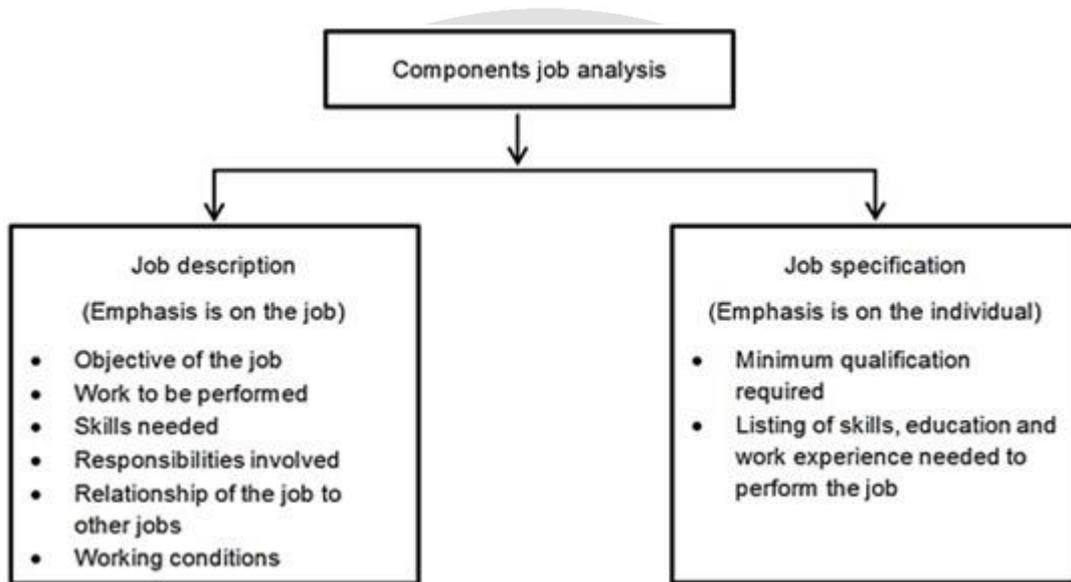 Components job analysis
Job description
(Emphasis is on the job)
• Objective of the job
• Work to be performed
• Skills needed
• Responsibilities involved
• Relationship of the job to
other jobs
• Working conditions
Job specification
(Emphasis is on the individual)
• Minimum qualification
required
• Listing of skills, education and
work experience needed to
perform the job